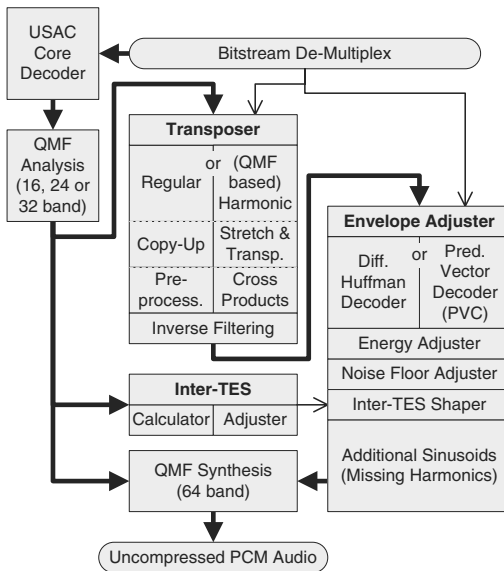 USAC
Core
Decoder
Bitstream De-Multiplex
QMF
Analysis
(16, 24 or
32 band)
Transposer
Regular
or
(QMF
based)
Harmonic
Copy-Up
Stretch &
Transp.
Pre-
process.
Cross
Products
Inverse Filtering
Envelope Adjuster
Diff.
Huffman
Decoder
or
Pred.
Vector
Decoder
(PVC)
Energy Adjuster
Noise Floor Adjuster
Inter-TES Shaper
Additional Sinusoids
(Missing Harmonics)
Inter-TES
Calculator
Adjuster
QMF Synthesis
(64 band)
Uncompressed PCM Audio